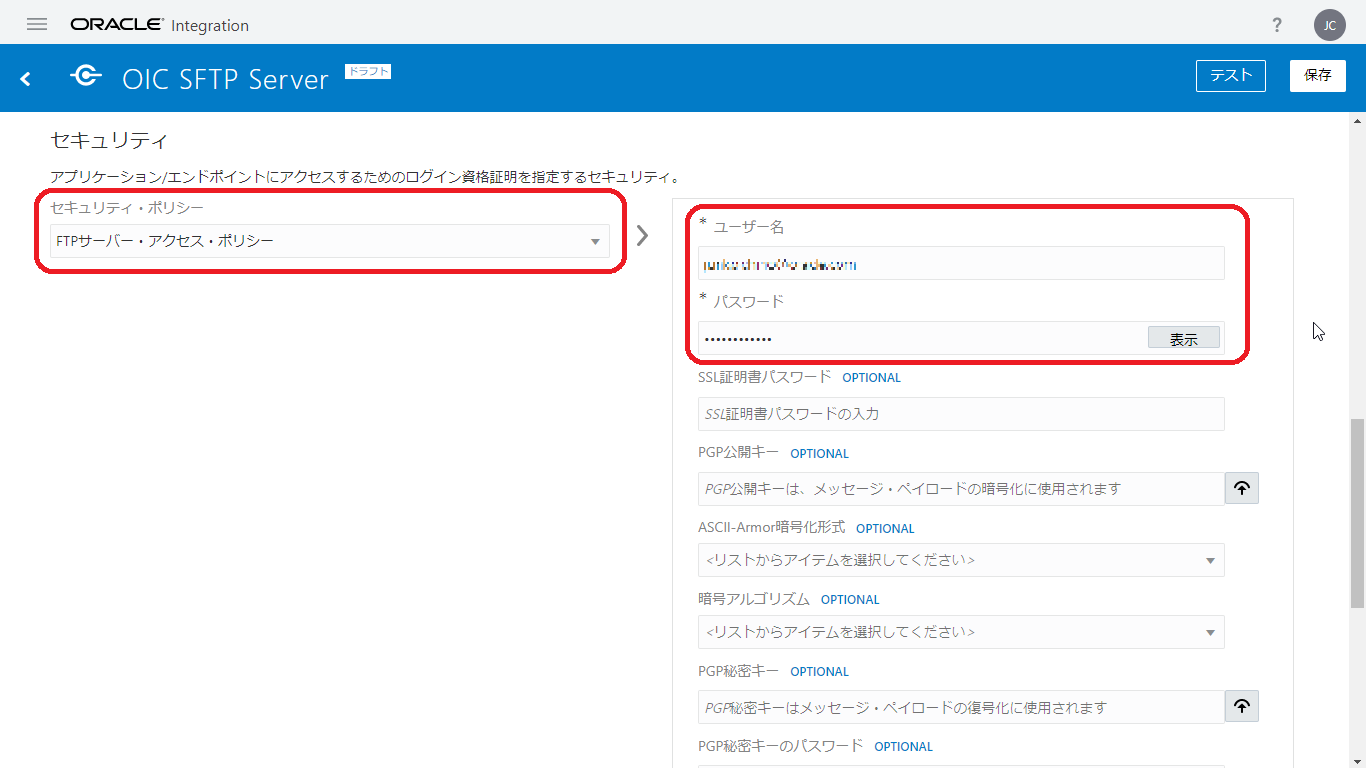 ORACLE Integration
? JC
OIC SFTP Server ドラフト
テスト 保存
セキュリティ
アプリケーション/エンドポイントにアクセスするためのログイン資格証明を指定するセキュリティ。
セキュリティ・ポリシー
FTPサーバー・アクセス・ポリシー
* ユーザー名
* パスワード
••••••••••••
表示
SSL証明書パスワード OPTIONAL
SSL証明書パスワードの入力
PGP公開キー OPTIONAL
PGP公開キーは、メッセージ・ペイロードの暗号化に使用されます
ASCII-Armor暗号化形式 OPTIONAL
<リストからアイテムを選択してください>
暗号アルゴリズム OPTIONAL
<リストからアイテムを選択してください>
PGP秘密キー OPTIONAL
PGP秘密キーはメッセージ・ペイロードの復号化に使用されます
PGP秘密キーのパスワード OPTIONAL